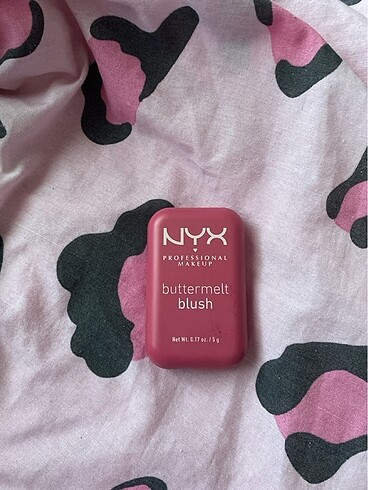 NYX
PROFESSIONAL
MAKEUP
buttermelt
blush
Net Wt. 0.17 oz. / 5 g